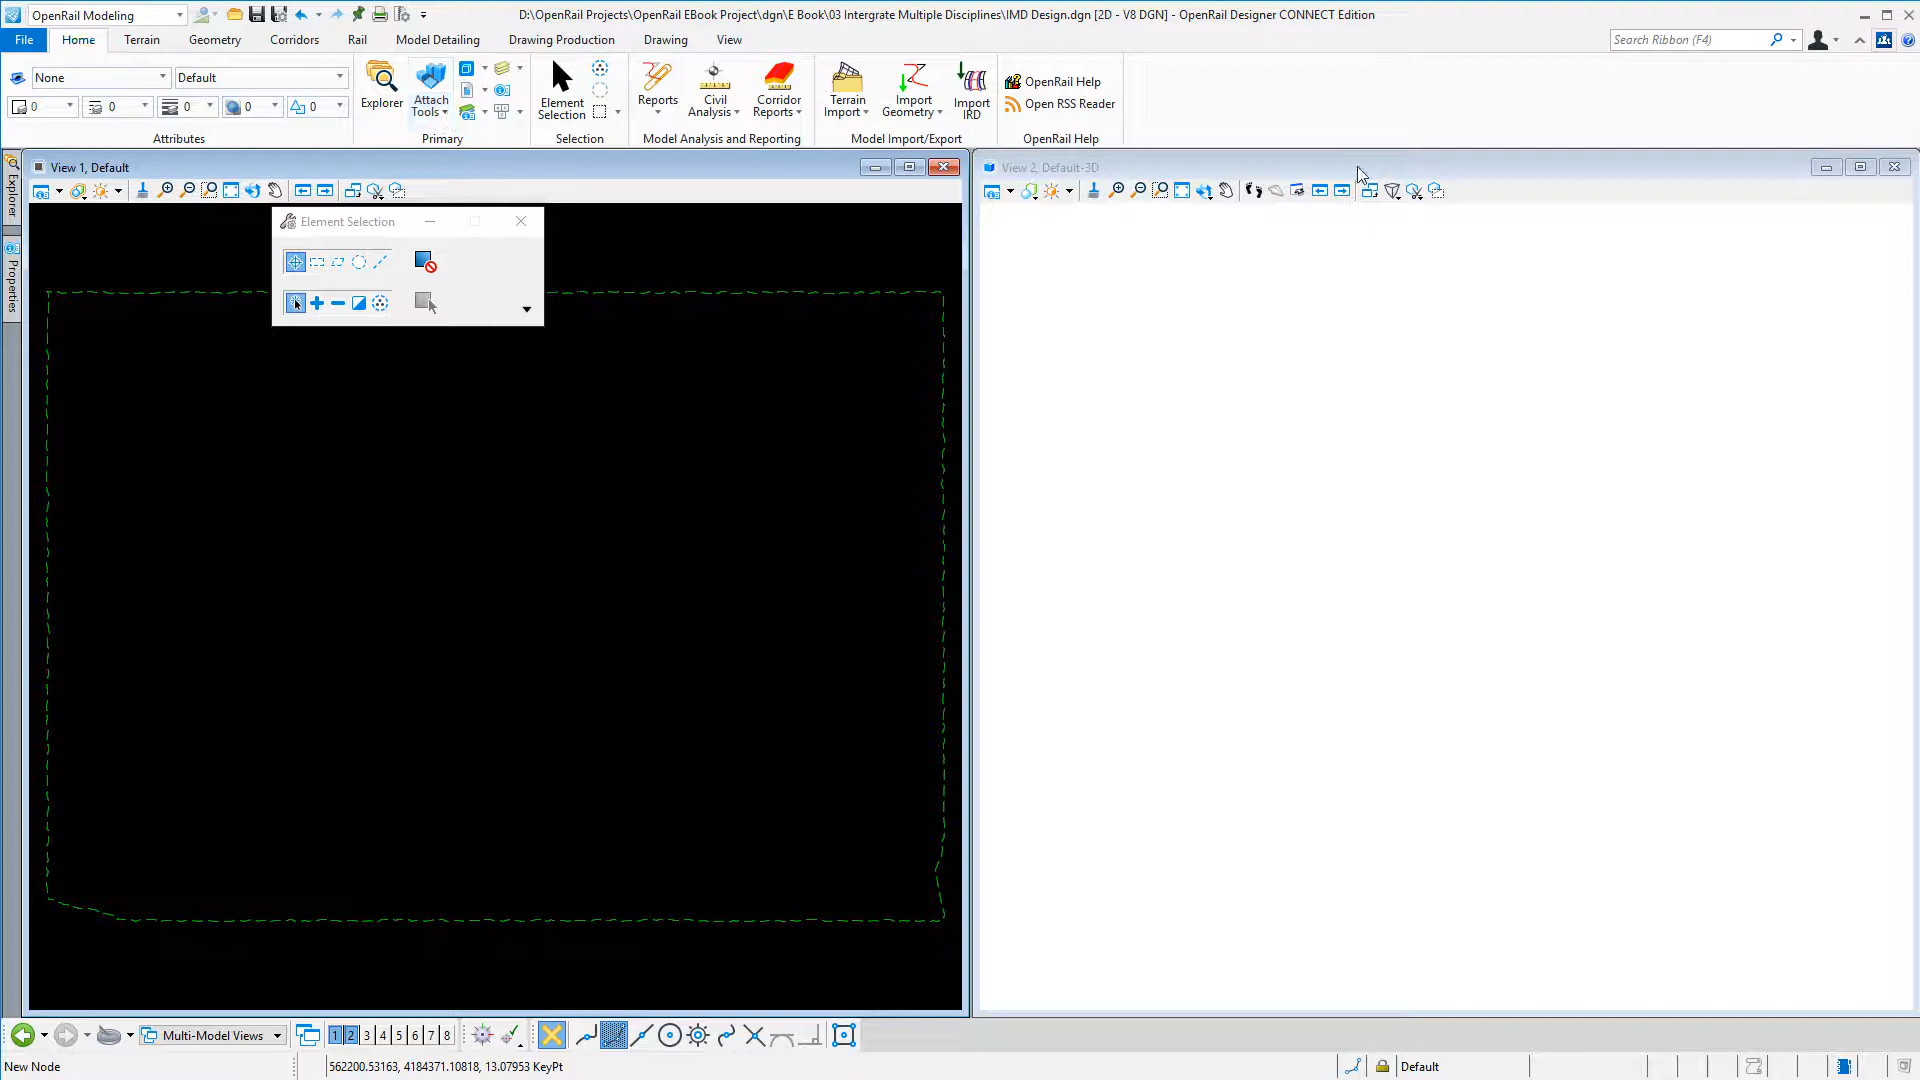 OpenRail Modeling
D:\OpenRail Projects\OpenRail EBook Project\dgn\E Book\03 Intergrate Multiple Disciplines\IMD Design.dgn [2D - V8 DGN] - OpenRail Designer CONNECT Edition
File Home Terrain Geometry Corridors Rail Model Detailing Drawing Production Drawing View
Search Ribbon (F4)
None Default
0 0 0 0 0
Attributes
Explorer
Attach Tools
Primary
Element Selection
Selection
Reports
Civil Analysis
Corridor Reports
Model Analysis and Reporting
Terrain Import
Import Geometry
Import IRD
Model Import/Export
OpenRail Help
Open RSS Reader
OpenRail Help
Explorer
Properties
View 1, Default
View 2, Default-3D
Element Selection
Multi-Model Views
1 2 3 4 5 6 7 8
New Node
562200.53163, 4184371.10818, 13.07953 KeyPt
Default